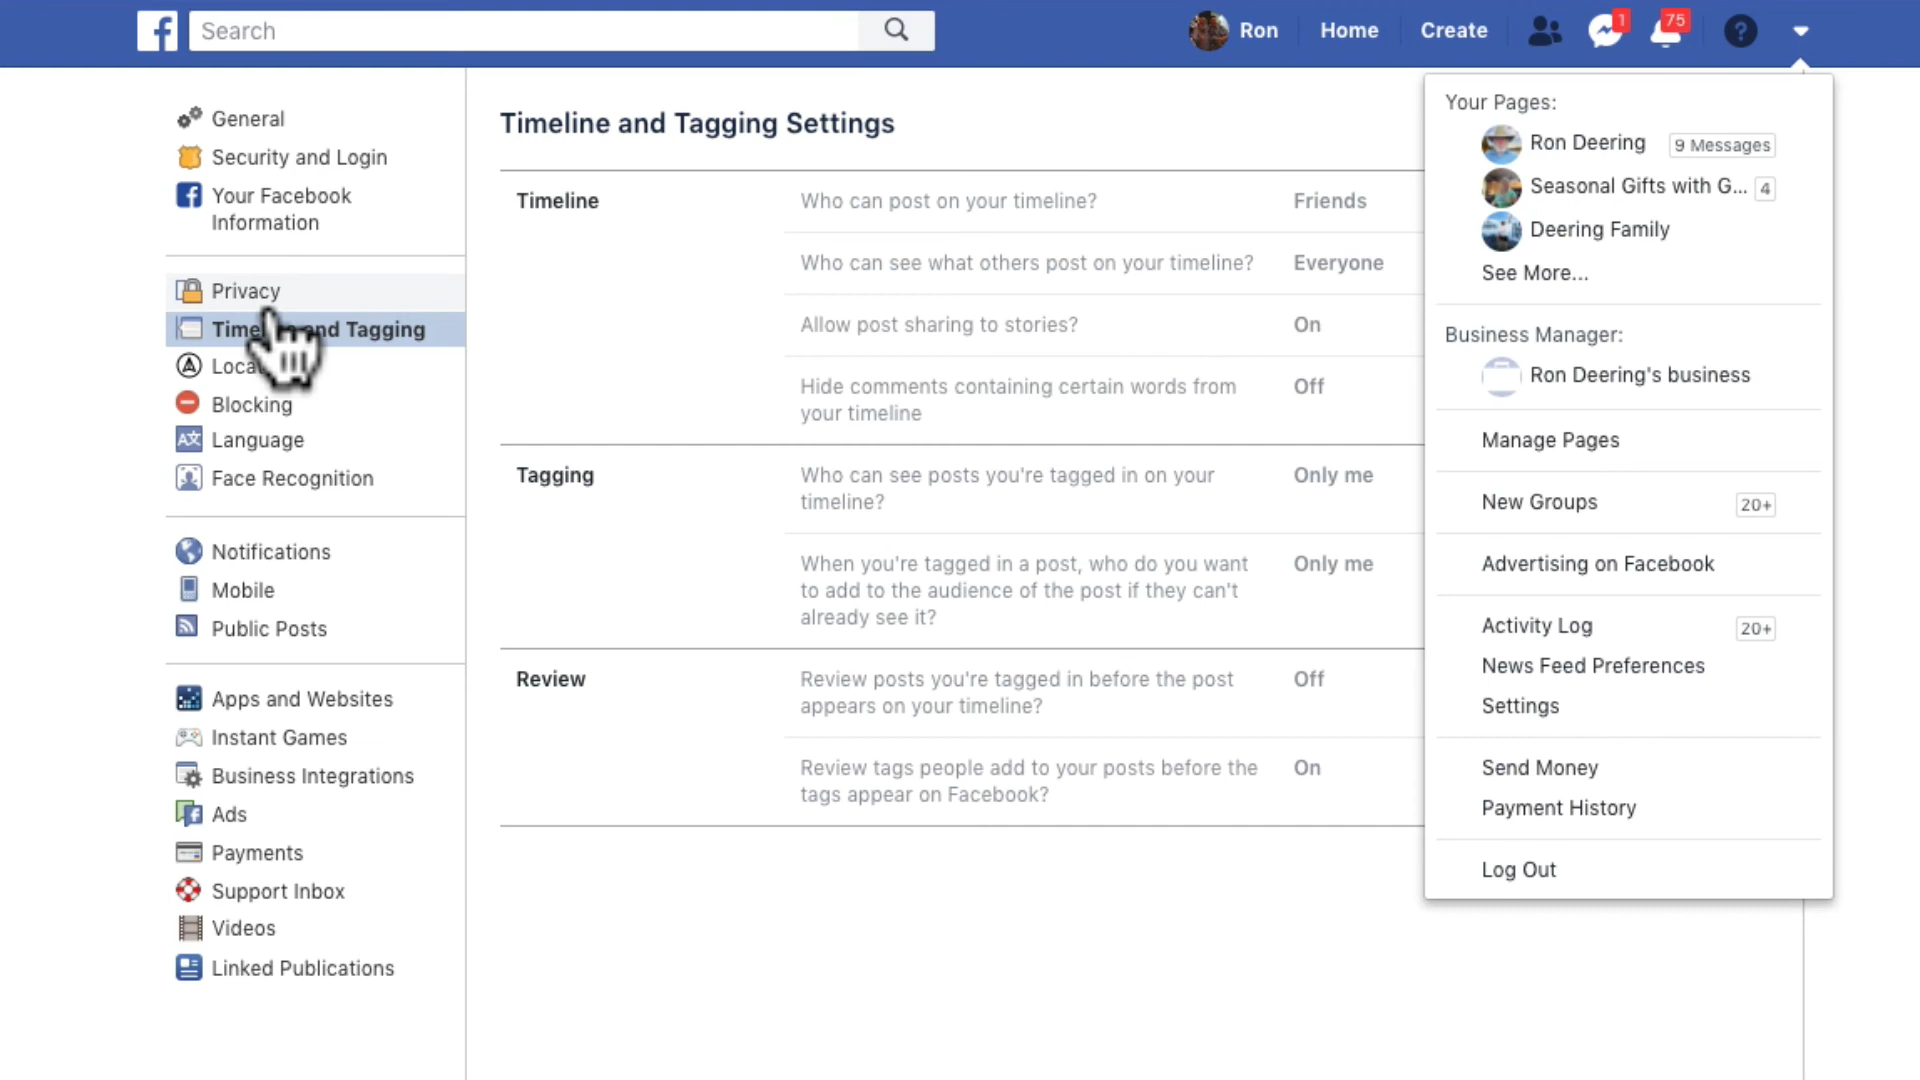 Search
Ron
Home
Create
1
75
General
Security and Login
Your Facebook
Information
Privacy
Timeline and Tagging
Blocking
Language
Face Recognition
Notifications
Mobile
Public Posts
Apps and Websites
Instant Games
Business Integrations
Ads
Payments
Support Inbox
Videos
Linked Publications
Timeline and Tagging Settings
Timeline
Who can post on your timeline?
Friends
Who can see what others post on your timeline?
Everyone
Allow post sharing to stories?
On
Hide comments containing certain words from
your timeline
Off
Tagging
Who can see posts you're tagged in on your
timeline?
Only me
When you're tagged in a post, who do you want
to add to the audience of the post if they can't
already see it?
Only me
Review
Review posts you're tagged in before the post
appears on your timeline?
Off
Review tags people add to your posts before the
tags appear on Facebook?
On
Your Pages:
Ron Deering
9 Messages
Seasonal Gifts with G...
4
Deering Family
See More...
Business Manager:
Ron Deering's business
Manage Pages
New Groups
20+
Advertising on Facebook
Activity Log
20+
News Feed Preferences
Settings
Send Money
Payment History
Log Out